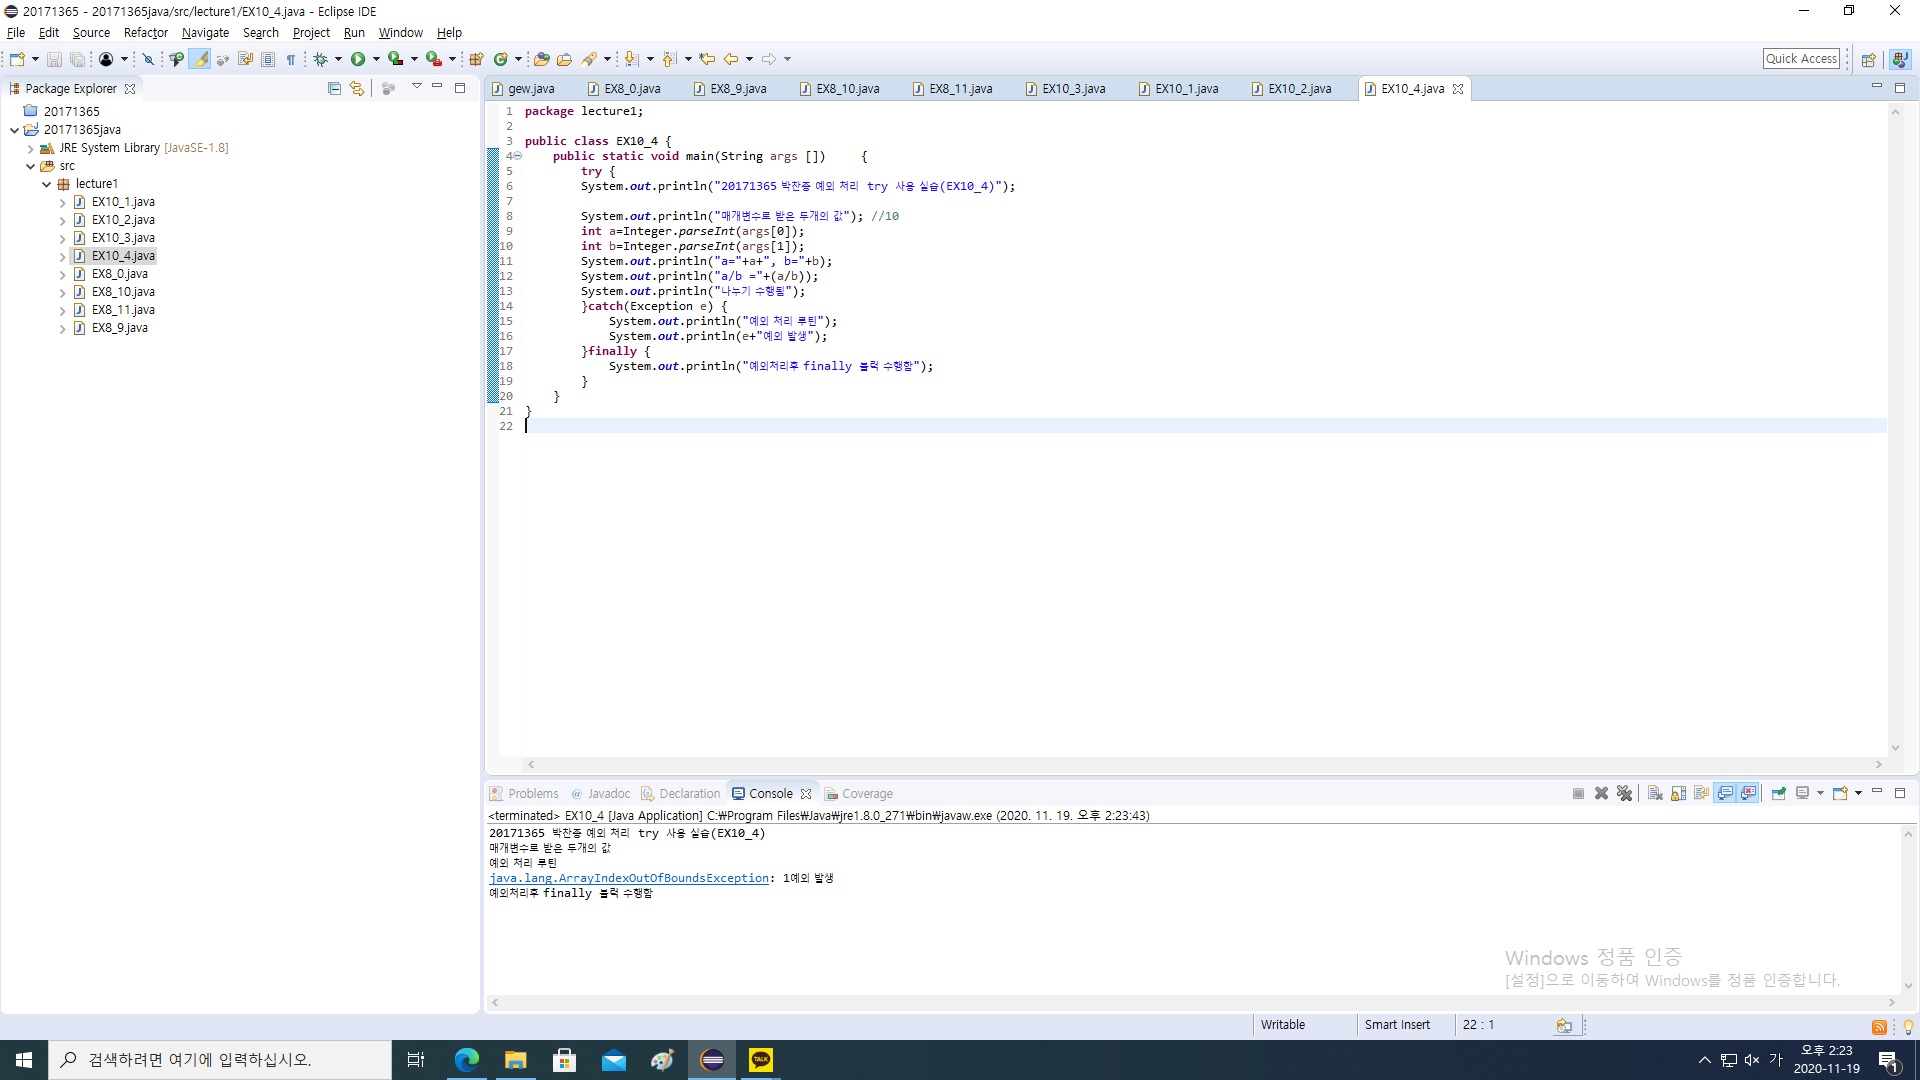 20171365 - 20171365java/src/lecture1/EX10_4.java - Eclipse IDE
File Edit Source Refactor Navigate Search Project Run Window Help
Quick Access
Package Explorer
20171365
20171365java
JRE System Library [JavaSE-1.8]
src
lecture1
EX10_1.java
EX10_2.java
EX10_3.java
EX10_4.java
EX8_0.java
EX8_10.java
EX8_11.java
EX8_9.java
gew.java EX8_0.java EX8_9.java EX8_10.java EX8_11.java EX10_3.java EX10_1.java EX10_2.java EX10_4.java
1 package lecture1;
2
3 public class EX10_4 {
4 public static void main(String args []) {
5 try {
6 System.out.println("20171365 박찬종 예외 처리 try 사용 실습(EX10_4)");
7
8 System.out.println("매개변수로 받은 두개의 값"); //10
9 int a=Integer.parseInt(args[0]);
10 int b=Integer.parseInt(args[1]);
11 System.out.println("a="+a+", b="+b);
12 System.out.println("a/b ="+(a/b));
13 System.out.println("나누기 수행됨");
14 }catch(Exception e) {
15 System.out.println("예외 처리 루틴");
16 System.out.println(e+"예외 발생");
17 }finally {
18 System.out.println("예외처리후 finally 블럭 수행함");
19 }
20 }
21 }
22
Problems Javadoc Declaration Console Coverage
<terminated> EX10_4 [Java Application] C:₩Program Files₩Java₩jre1.8.0_271₩bin₩javaw.exe (2020. 11. 19. 오후 2:23:43)
20171365 박찬종 예외 처리 try 사용 실습(EX10_4)
매개변수로 받은 두개의 값
예외 처리 루틴
java.lang.ArrayIndexOutOfBoundsException: 1예외 발생
예외처리후 finally 블럭 수행함
Windows 정품 인증
[설정]으로 이동하여 Windows를 정품 인증합니다.
Writable Smart Insert 22 : 1
검색하려면 여기에 입력하십시오.
TALK
가
오후 2:23
2020-11-19
1